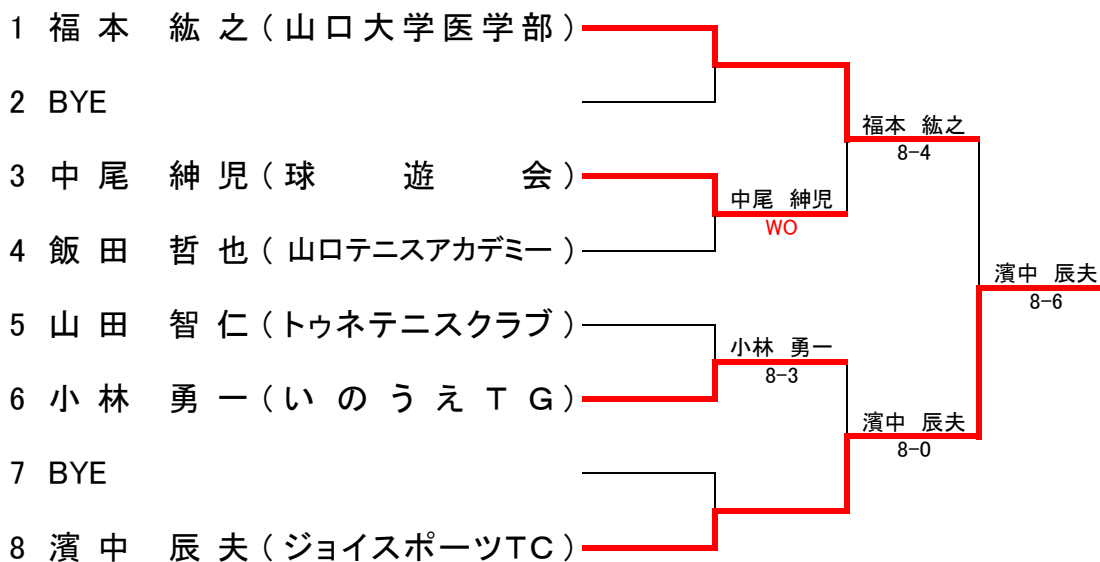 1 福本 紘之(山口大学医学部)
2 BYE
福本 紘之
8-4
3 中尾 紳児(球遊会)
中尾 紳児
WO
4 飯田 哲也(山口テニスアカデミー)
濱中 辰夫
8-6
5 山田 智仁(トゥネテニスクラブ)
小林 勇一
8-3
6 小林 勇一(いのうえTG)
濱中 辰夫
8-0
7 BYE
8 濱中 辰夫(ジョイスポーツTC)